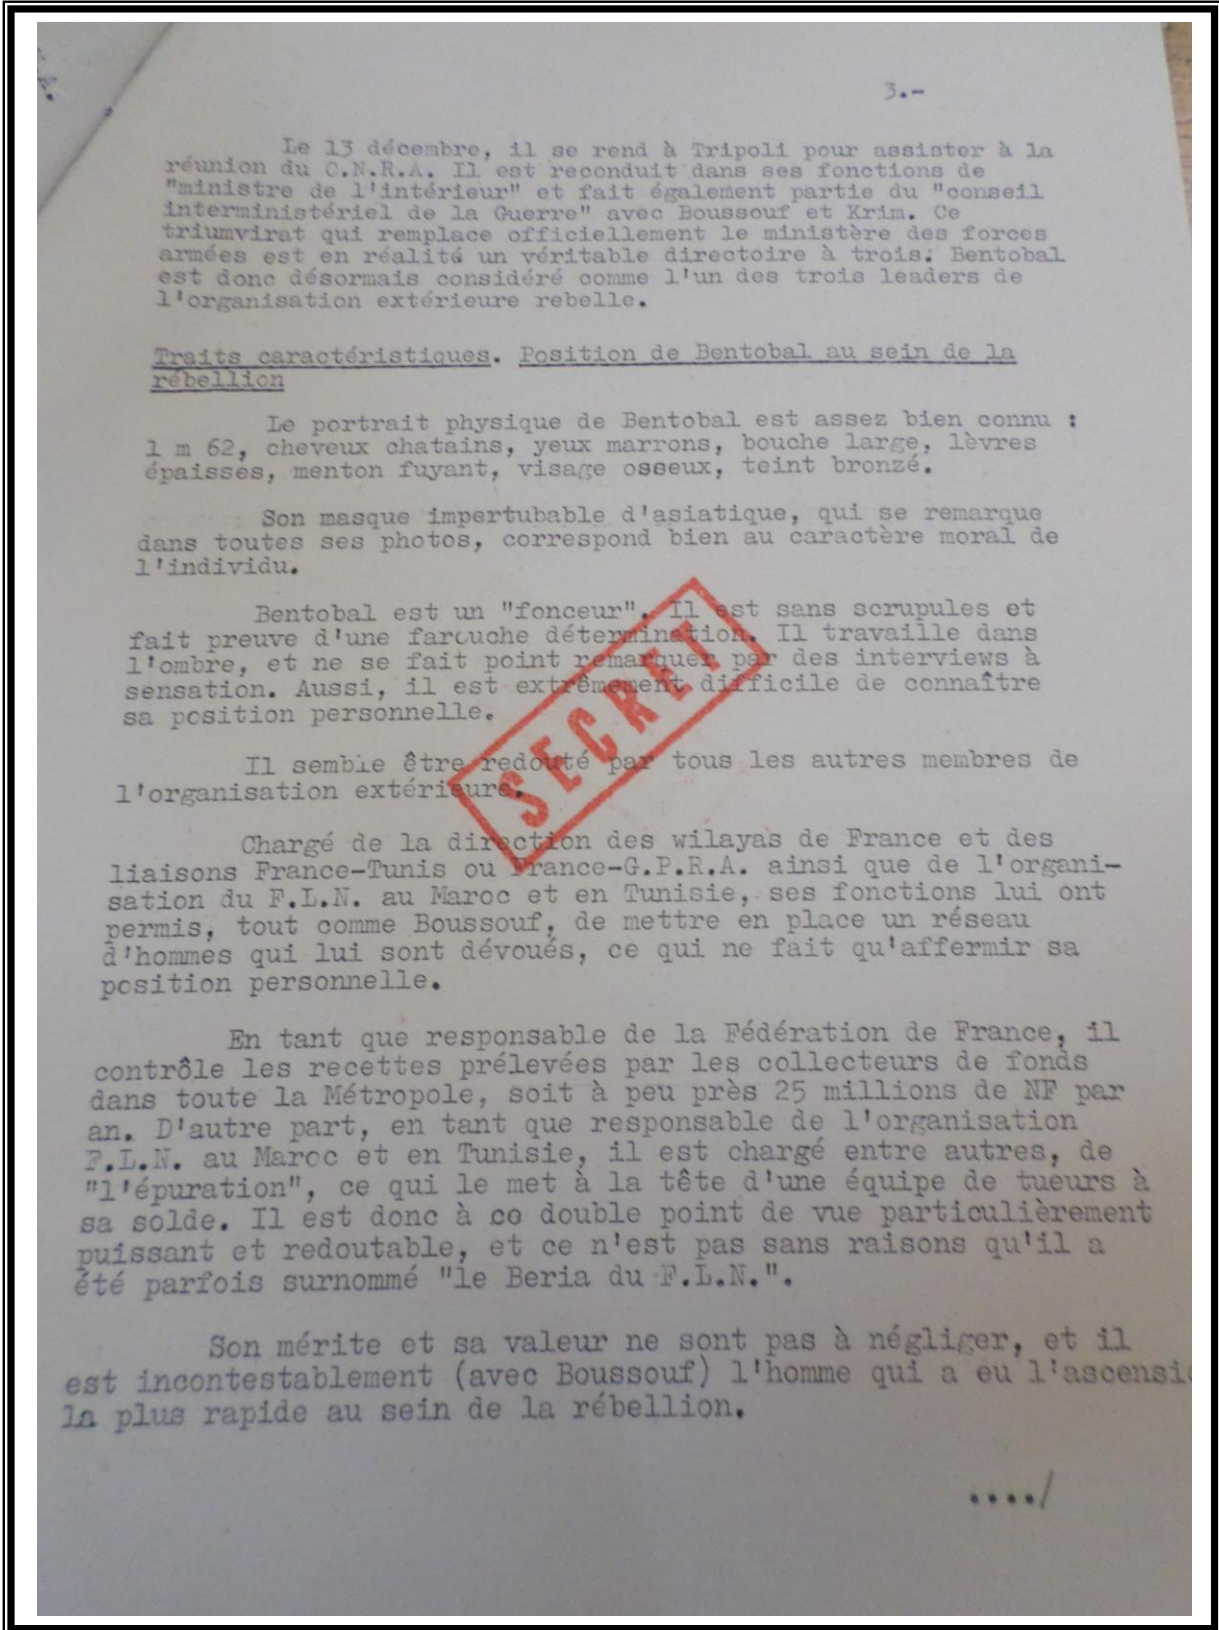 3.-
Le 13 décembre, il se rend à Tripoli pour assister à la
réunion du C.N.R.A. Il est reconduit dans ses fonctions de
"ministre de l'intérieur" et fait également partie du "conseil
interministériel de la Guerre" avec Boussouf et Krim. Ce
triumvirat qui remplace officiellement le ministère des forces
armées est en réalité un véritable directoire à trois. Bentobal
est donc désormais considéré comme l'un des trois leaders de
l'organisation extérieure rebelle.
Traits caractéristiques. Position de Bentobal au sein de la
rébellion
Le portrait physique de Bentobal est assez bien connu :
1 m 62, cheveux chatains, yeux marrons, bouche large, lèvres
épaisses, menton fuyant, visage osseux, teint bronzé.
Son masque impertubable d'asiatique, qui se remarque
dans toutes ses photos, correspond bien au caractère moral de
l'individu.
Bentobal est un "fonceur". Il est sans scrupules et
fait preuve d'une farouche détermination. Il travaille dans
l'ombre, et ne se fait point remarquer par des interviews à
sensation. Aussi, il est extrêmement difficile de connaître
sa position personnelle.
SECRET
Il semble être redouté par tous les autres membres de
l'organisation extérieure.
Chargé de la direction des wilayas de France et des
liaisons France-Tunis ou France-G.P.R.A. ainsi que de l'organi-
sation du F.L.N. au Maroc et en Tunisie, ses fonctions lui ont
permis, tout comme Boussouf, de mettre en place un réseau
d'hommes qui lui sont dévoués, ce qui ne fait qu'affermir sa
position personnelle.
En tant que responsable de la Fédération de France, il
contrôle les recettes prélevées par les collecteurs de fonds
dans toute la Métropole, soit à peu près 25 millions de NF par
an. D'autre part, en tant que responsable de l'organisation
F.L.N. au Maroc et en Tunisie, il est chargé entre autres, de
"l'épuration", ce qui le met à la tête d'une équipe de tueurs à
sa solde. Il est donc à ce double point de vue particulièrement
puissant et redoutable, et ce n'est pas sans raisons qu'il a
été parfois surnommé "le Beria du F.L.N.".
Son mérite et sa valeur ne sont pas à négliger, et il
est incontestablement (avec Boussouf) l'homme qui a eu l'ascensi
la plus rapide au sein de la rébellion.
..../